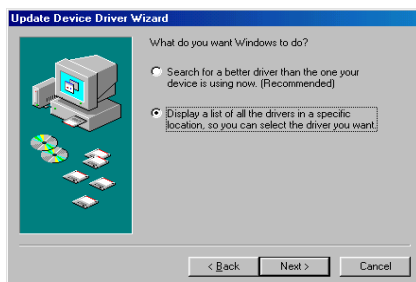 Update Device Driver Wizard
What do you want Windows to do?
Search for a better driver than the one your
device is using now. (Recommended)
Display a list of all the drivers in a specific
location, so you can select the driver you want.
< Back
Next >
Cancel